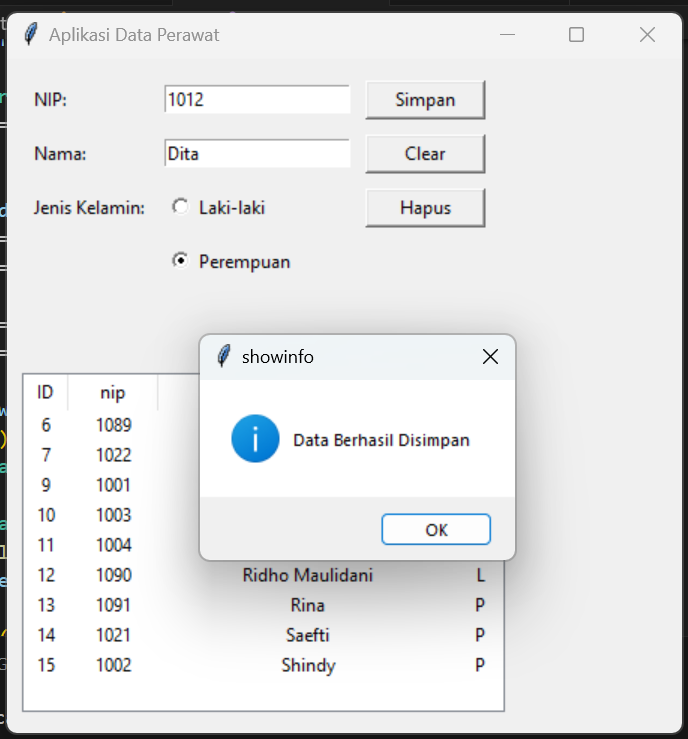 Aplikasi Data Perawat
NIP: 1012 Simpan
Nama: Dita Clear
Jenis Kelamin: Laki-laki Hapus
Perempuan
showinfo
Data Berhasil Disimpan
OK
ID nip
6 1089
7 1022
9 1001
10 1003
11 1004
12 1090 Ridho Maulidani L
13 1091 Rina P
14 1021 Saefti P
15 1002 Shindy P